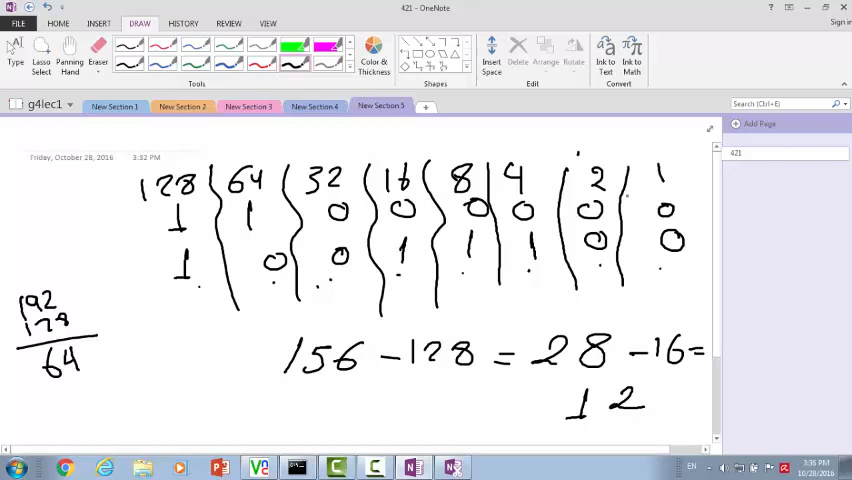 421 - OneNote
FILE HOME INSERT DRAW HISTORY REVIEW VIEW
Sign in
Type Lasso Select Panning Hand Eraser Color & Thickness Insert Space Delete Arrange Rotate Ink to Text Ink to Math
Tools Shapes Edit Convert
g4lec1 New Section 1 New Section 2 New Section 3 New Section 4 New Section 5 +
Search (Ctrl+E)
Add Page
421
Friday, October 28, 2016 3:32 PM
128 64 32 16 8 4 2 1
1 1 0 0 0 0 0 0
1 0 0 1 1 1 0 0
192
128
64
156 - 128 = 28 - 16 =
12
EN 3:36 PM
10/28/2016